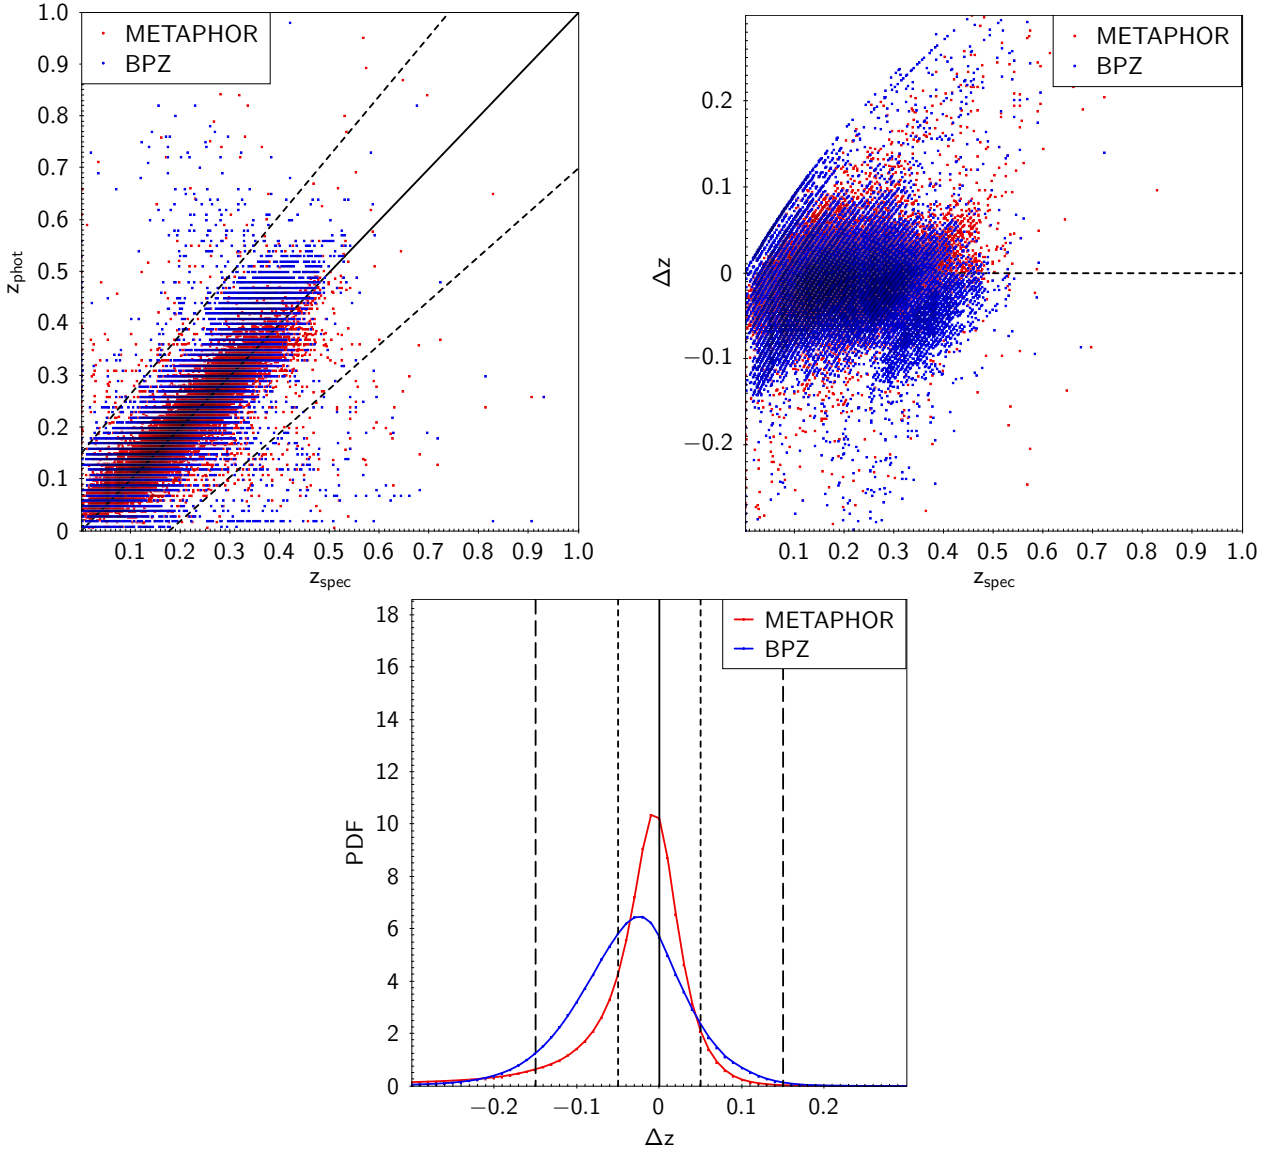 1.0
0.9
0.8
0.7
0.6
0.5
0.4
0.3
0.2
0.1
0
z_phot
METAPHOR
BPZ
0.1 0.2 0.3 0.4 0.5 0.6 0.7 0.8 0.9 1.0
z_spec
0.2
0.1
0
−0.1
−0.2
Δz
METAPHOR
BPZ
0.1 0.2 0.3 0.4 0.5 0.6 0.7 0.8 0.9 1.0
z_spec
18
16
14
12
10
8
6
4
2
0
PDF
METAPHOR
BPZ
−0.2 −0.1 0 0.1 0.2
Δz